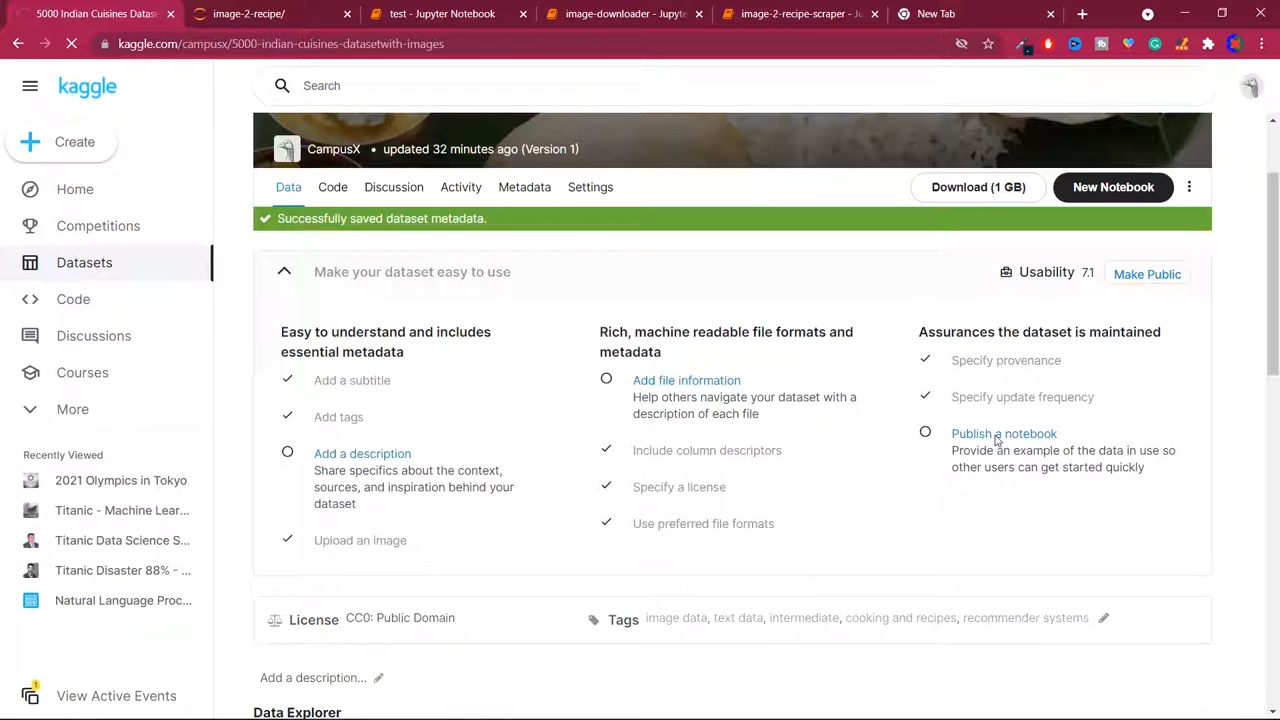 5000 Indian Cuisines Datase
image-2-recipe/
test - Jupyter Notebook
image-downloader - Jupyte
image-2-recipe-scraper - Ju
New Tab
kaggle.com/campusx/5000-indian-cuisines-datasetwith-images
kaggle
Search
Create
Home
Competitions
Datasets
Code
Discussions
Courses
More
Recently Viewed
2021 Olympics in Tokyo
Titanic - Machine Lear...
Titanic Data Science S...
Titanic Disaster 88% - ...
Natural Language Proc...
1
View Active Events
CampusX • updated 32 minutes ago (Version 1)
Data Code Discussion Activity Metadata Settings
Download (1 GB)
New Notebook
Successfully saved dataset metadata.
Make your dataset easy to use
Usability 7.1
Make Public
Easy to understand and includes
essential metadata
Add a subtitle
Add tags
Add a description
Share specifics about the context,
sources, and inspiration behind your
dataset
Upload an image
Rich, machine readable file formats and
metadata
Add file information
Help others navigate your dataset with a
description of each file
Include column descriptors
Specify a license
Use preferred file formats
Assurances the dataset is maintained
Specify provenance
Specify update frequency
Publish a notebook
Provide an example of the data in use so
other users can get started quickly
License CC0: Public Domain
Tags image data, text data, intermediate, cooking and recipes, recommender systems
Add a description...
Data Explorer